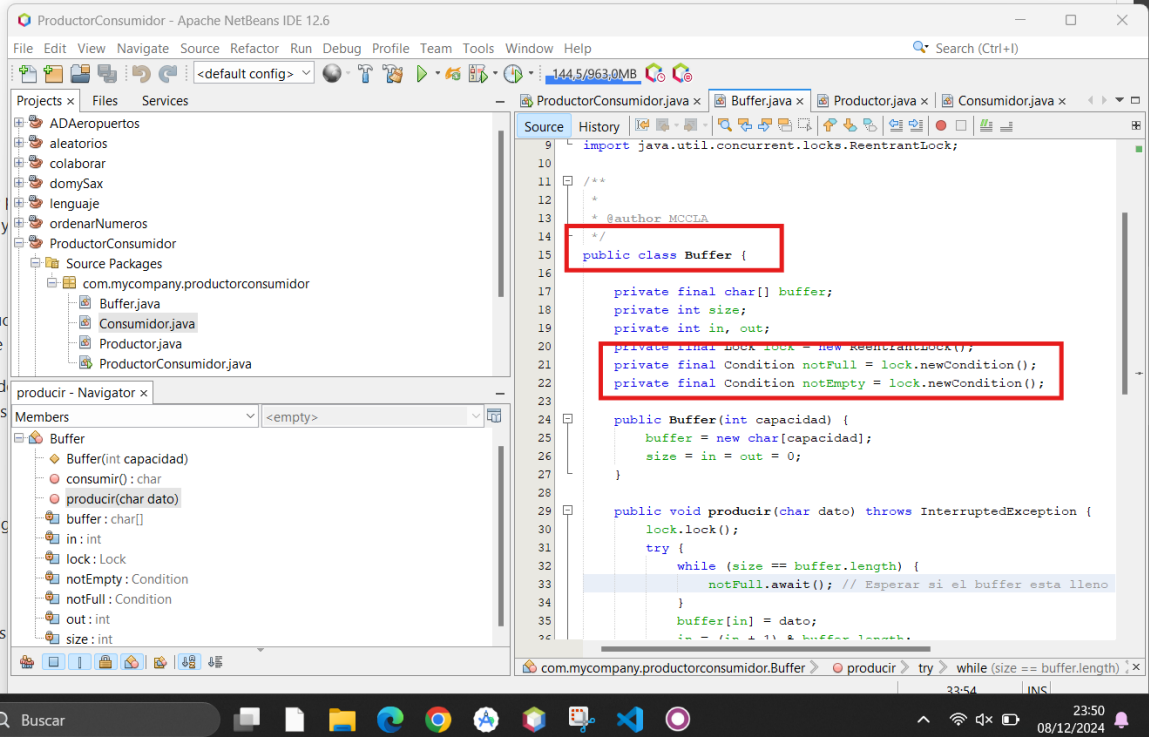 ProductorConsumidor - Apache NetBeans IDE 12.6
File Edit View Navigate Source Refactor Run Debug Profile Team Tools Window Help
Search (Ctrl+I)
<default config>
144,5/963,0MB
Projects Files Services
ADAeropuertos
aleatorios
colaborar
domySax
lenguaje
ordenarNumeros
ProductorConsumidor
Source Packages
com.mycompany.productorconsumidor
Buffer.java
Consumidor.java
Productor.java
ProductorConsumidor.java
producir - Navigator
Members
<empty>
Buffer
Buffer(int capacidad)
consumir() : char
producir(char dato)
buffer : char[]
in : int
lock : Lock
notEmpty : Condition
notFull : Condition
out : int
size : int
ProductorConsumidor.java Buffer.java Productor.java Consumidor.java
Source History
9 import java.util.concurrent.locks.ReentrantLock;
10
11 /**
12 *
13 * @author MCCLA
14 */
15 public class Buffer {
16
17 private final char[] buffer;
18 private int size;
19 private int in, out;
20 private final Lock lock = new ReentrantLock();
21 private final Condition notFull = lock.newCondition();
22 private final Condition notEmpty = lock.newCondition();
23
24 public Buffer(int capacidad) {
25 buffer = new char[capacidad];
26 size = in = out = 0;
27 }
28
29 public void producir(char dato) throws InterruptedException {
30 lock.lock();
31 try {
32 while (size == buffer.length) {
33 notFull.await(); // Esperar si el buffer esta lleno
34 }
35 buffer[in] = dato;
36 in = (in + 1) % buffer.length;
com.mycompany.productorconsumidor.Buffer producir try while (size == buffer.length)
33:54 INS
Buscar
23:50
08/12/2024